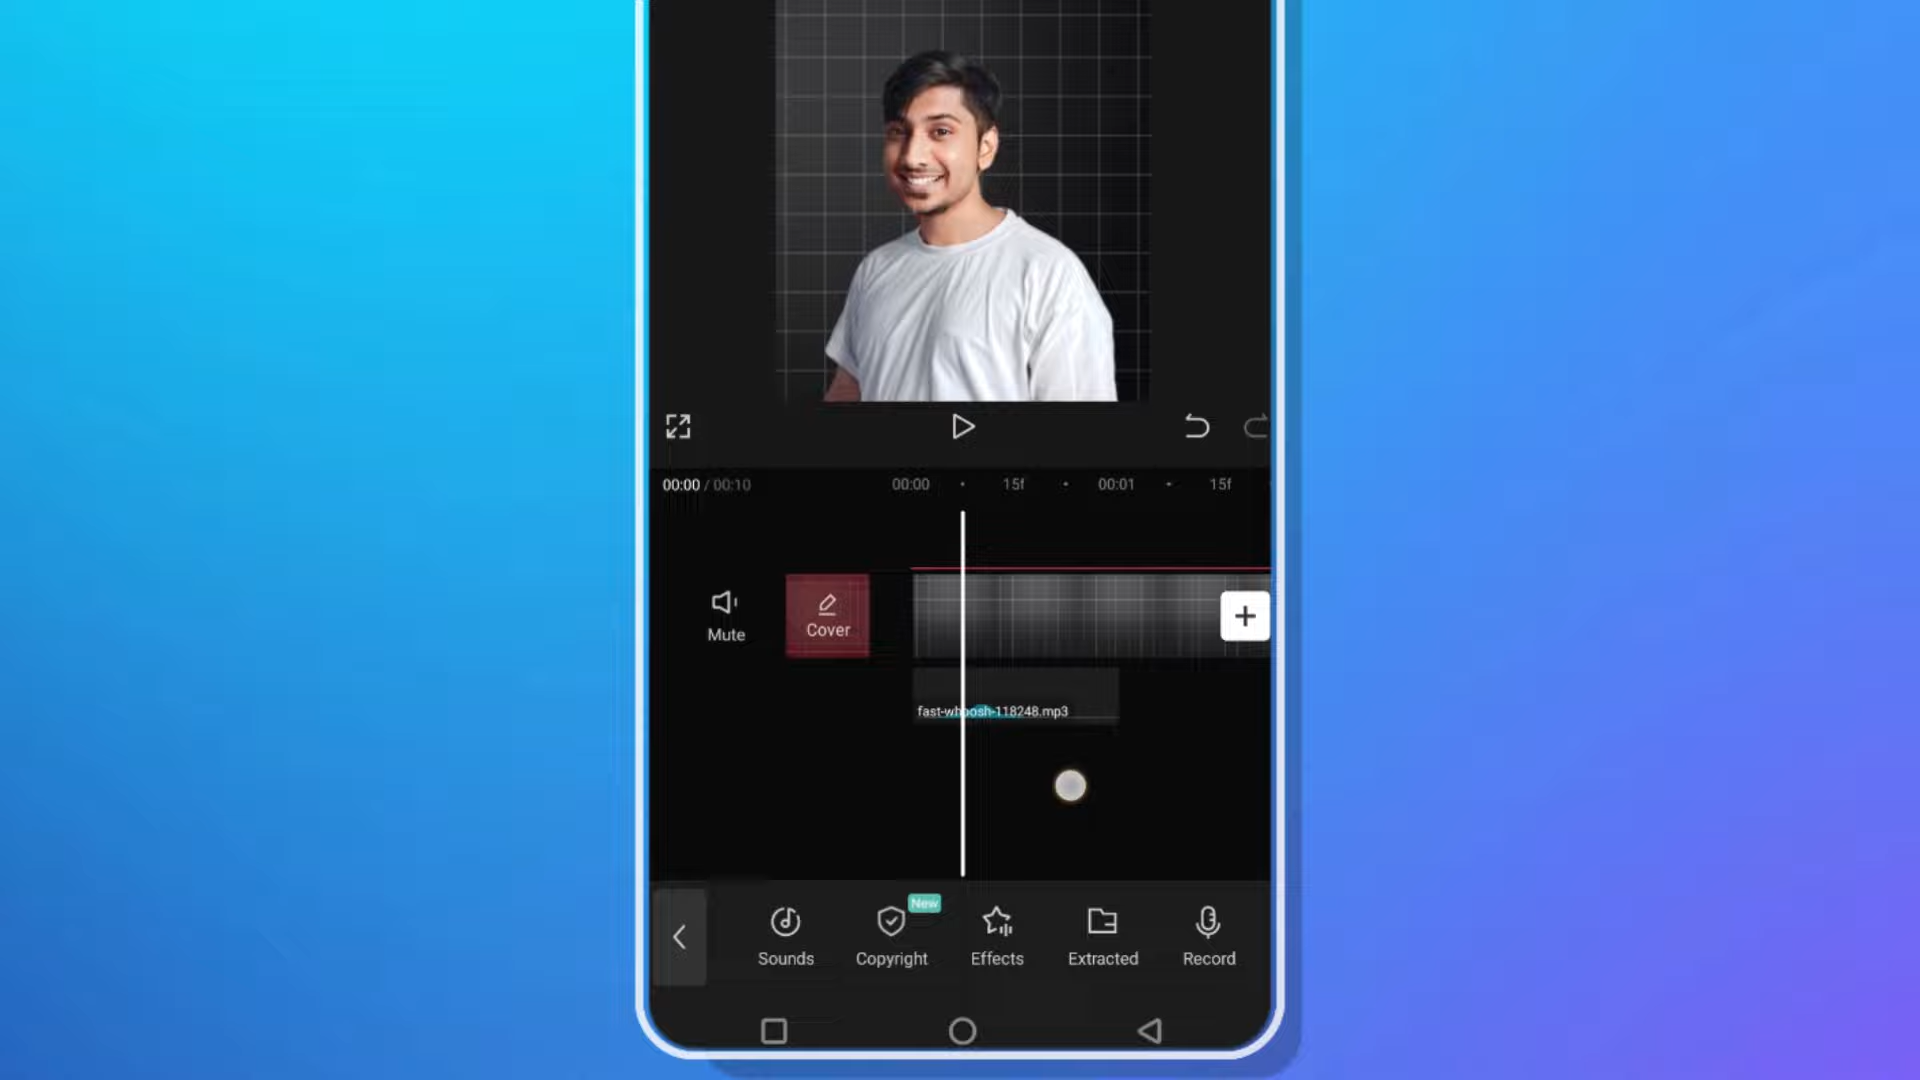 00:00 / 00:10
00:00 15f 00:01 15f
Mute
Cover
fast-whoosh-118248.mp3
New
Sounds Copyright Effects Extracted Record